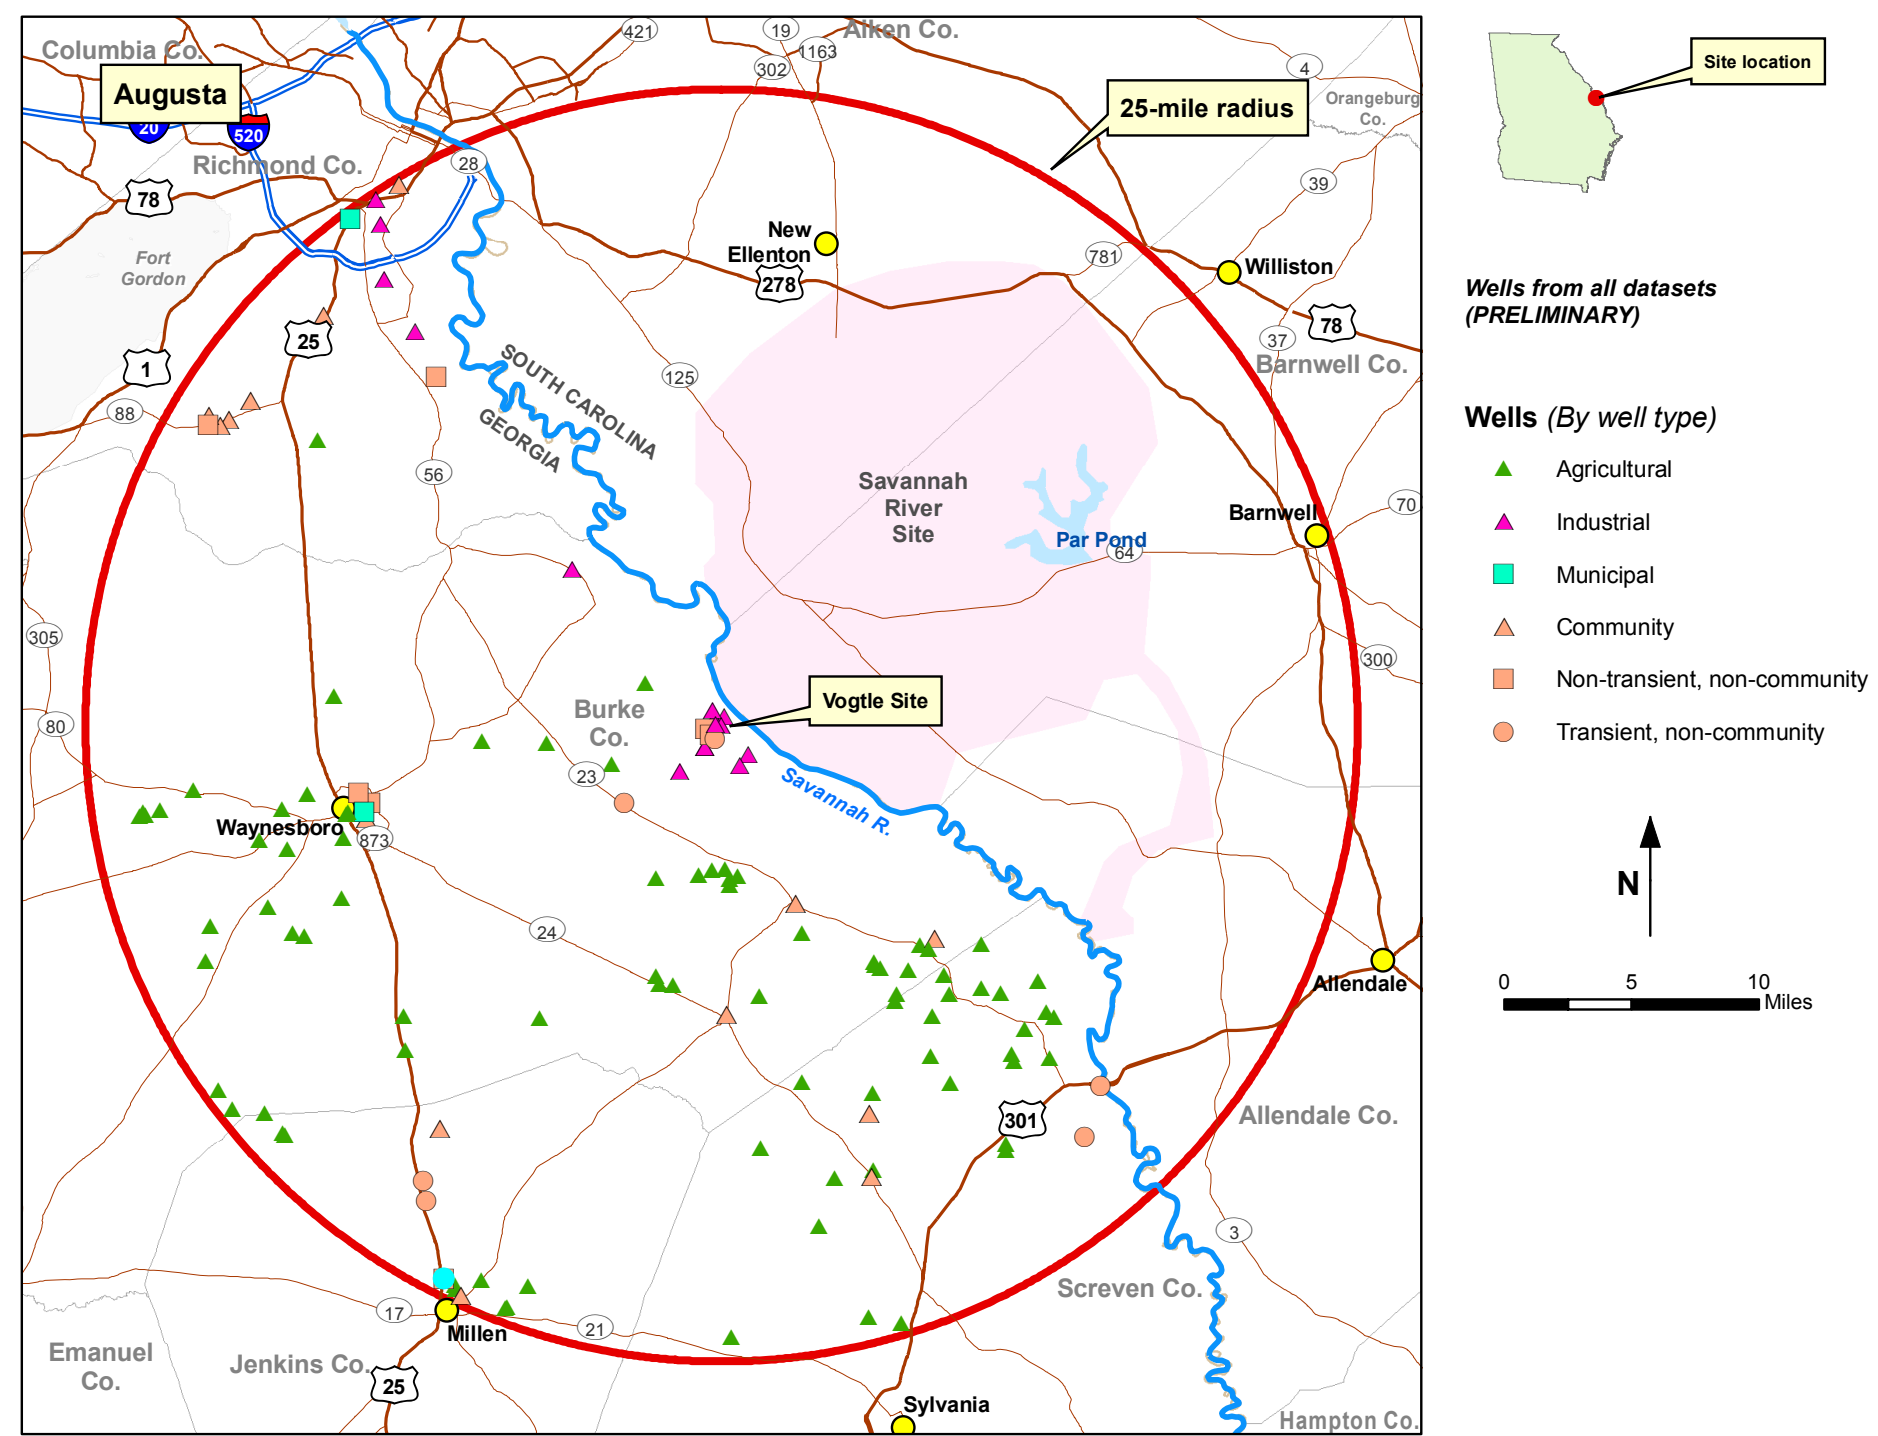 421
19
Aiken Co.
Columbia Co.
1163
302
4
Site location
Augusta
25-mile radius
Orangeburg
Co.
20
520
Richmond Co.
28
78
39
New
Ellenton
781
Fort
Gordon
Williston
278
Wells from all datasets
(PRELIMINARY)
78
25
37
1
SOUTH CAROLINA
GEORGIA
125
Barnwell Co.
88
Wells (By well type)
56
Agricultural
Savannah
River
Site
70
Barnwell
Industrial
Par Pond
64
Municipal
305
Community
300
Non-transient, non-community
Vogtle Site
Burke
Co.
80
Transient, non-community
23
Savannah R.
Waynesboro
873
N
24
Allendale
0 5 10
Miles
301
Allendale Co.
3
Screven Co.
17
21
Millen
Emanuel
Co.
Jenkins Co.
25
Sylvania
Hampton Co.